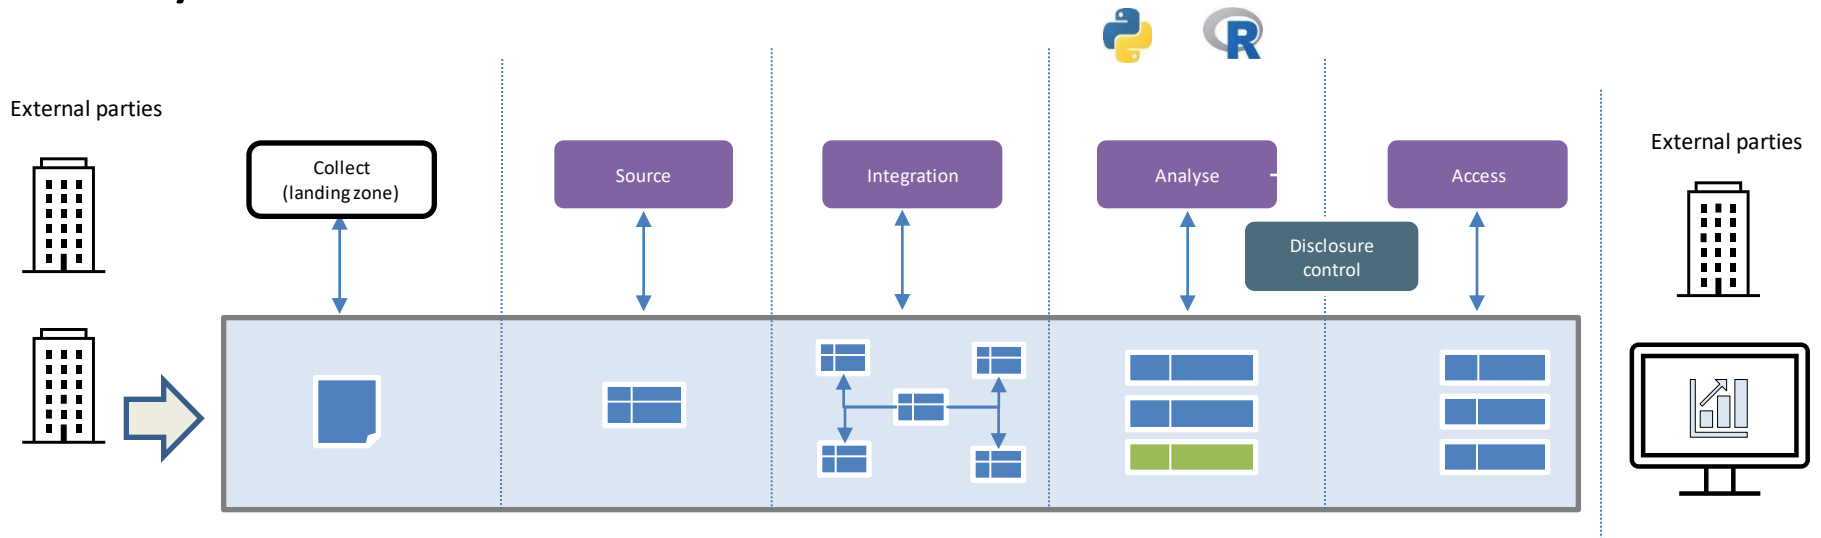 External parties
Collect
(landing zone)
Source
Integration
Analyse
Access
External parties
Disclosure
control
R